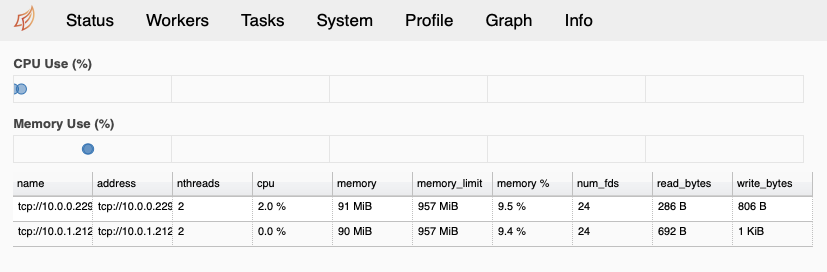 Status Workers Tasks System Profile Graph Info
CPU Use (%)
Memory Use (%)
name address nthreads cpu memory memory_limit memory % num_fds read_bytes write_bytes
tcp://10.0.0.229 tcp://10.0.0.229 2 2.0 % 91 MiB 957 MiB 9.5 % 24 286 B 806 B
tcp://10.0.1.212 tcp://10.0.1.212 2 0.0 % 90 MiB 957 MiB 9.4 % 24 692 B 1 KiB